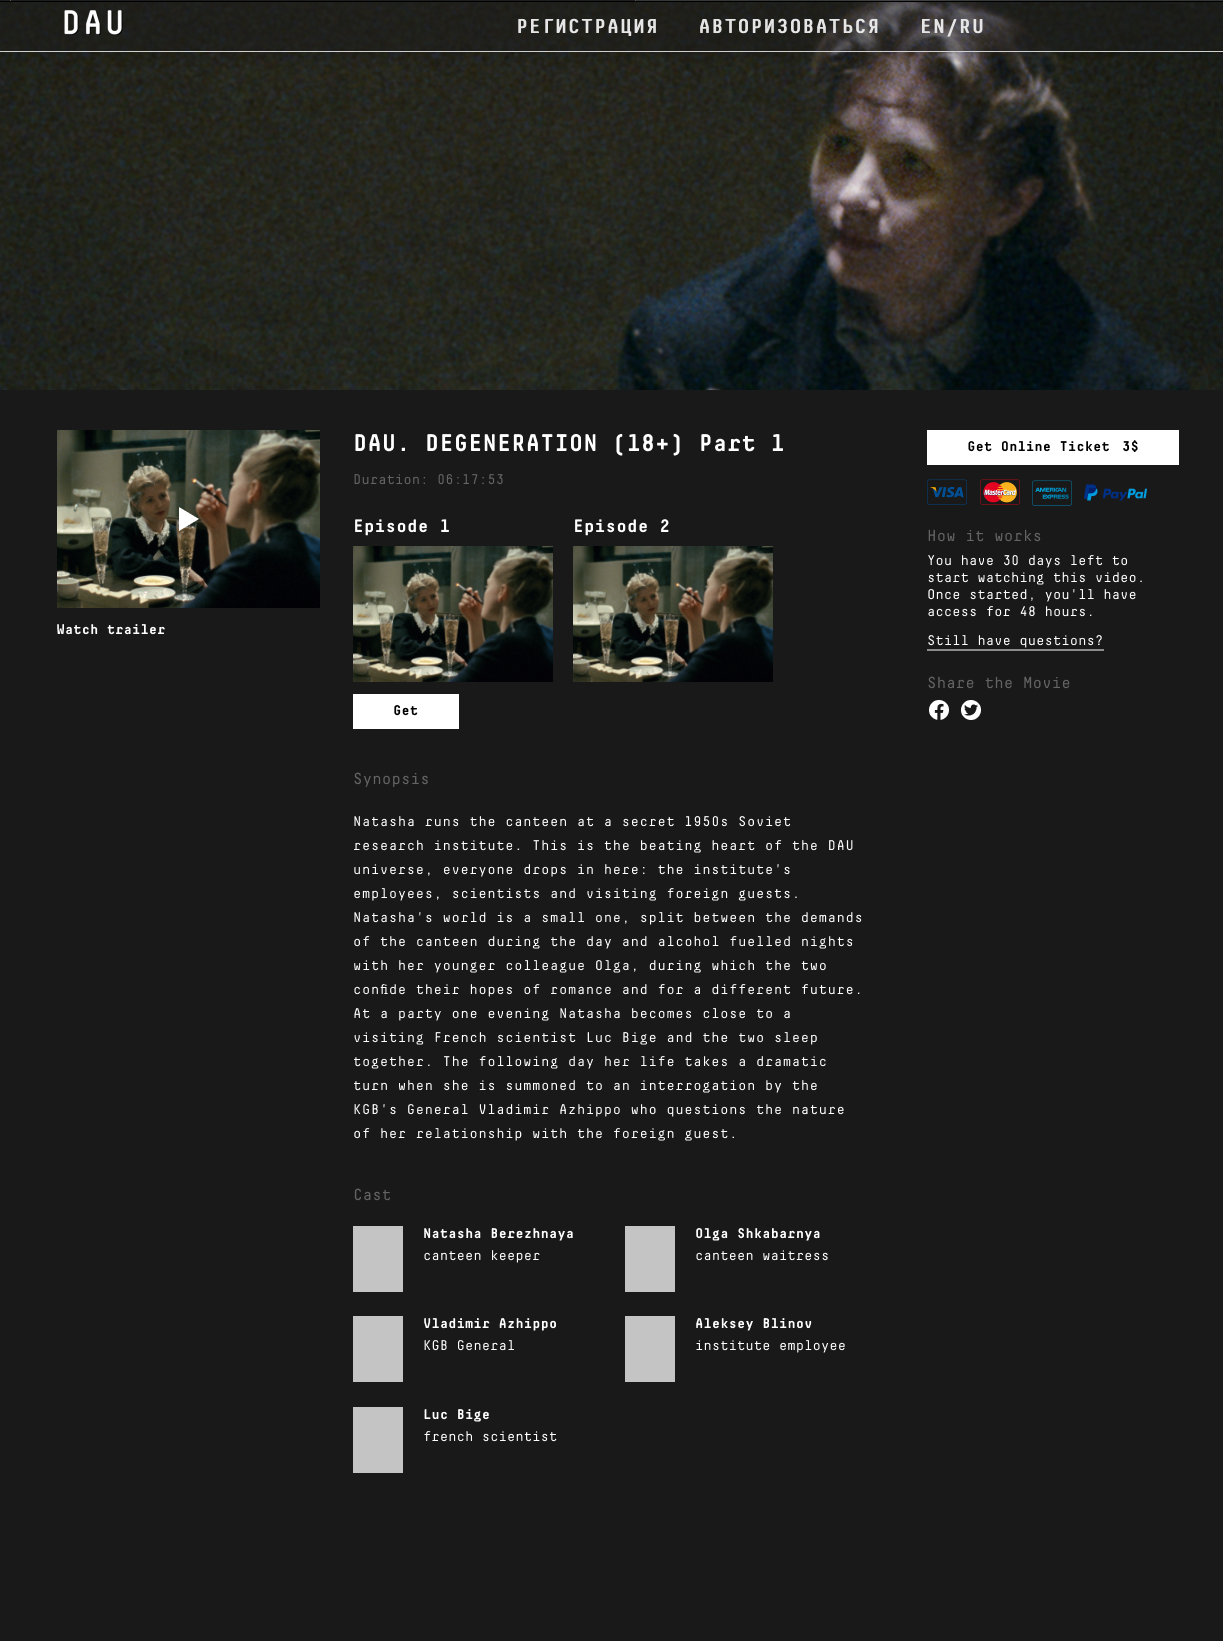 DAU
РЕГИСТРАЦИЯ
АВТОРИЗОВАТЬСЯ
EN/RU
Watch trailer
DAU. DEGENERATION (18+) Part 1
Duration: 06:17:53
Episode 1
Episode 2
Get
Synopsis
Natasha runs the canteen at a secret 1950s Soviet
research institute. This is the beating heart of the DAU
universe, everyone drops in here: the institute's
employees, scientists and visiting foreign guests.
Natasha's world is a small one, split between the demands
of the canteen during the day and alcohol fuelled nights
with her younger colleague Olga, during which the two
confide their hopes of romance and for a different future.
At a party one evening Natasha becomes close to a
visiting French scientist Luc Bige and the two sleep
together. The following day her life takes a dramatic
turn when she is summoned to an interrogation by the
KGB's General Vladimir Azhippo who questions the nature
of her relationship with the foreign guest.
Cast
Natasha Berezhnaya
canteen keeper
Olga Shkabarnya
canteen waitress
Vladimir Azhippo
KGB General
Aleksey Blinov
institute employee
Luc Bige
french scientist
Get Online Ticket 3$
VISA
MasterCard
AMERICAN
EXPRESS
PayPal
How it works
You have 30 days left to
start watching this video.
Once started, you'll have
access for 48 hours.
Still have questions?
Share the Movie